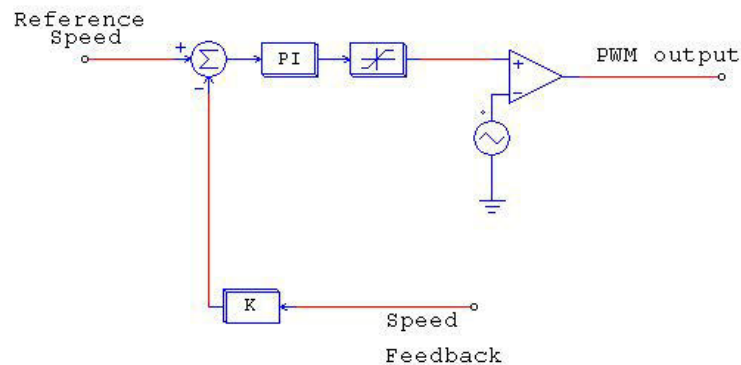 Reference
Speed
+
Σ
PI
−
+
−
PWM output
K
Speed
Feedback